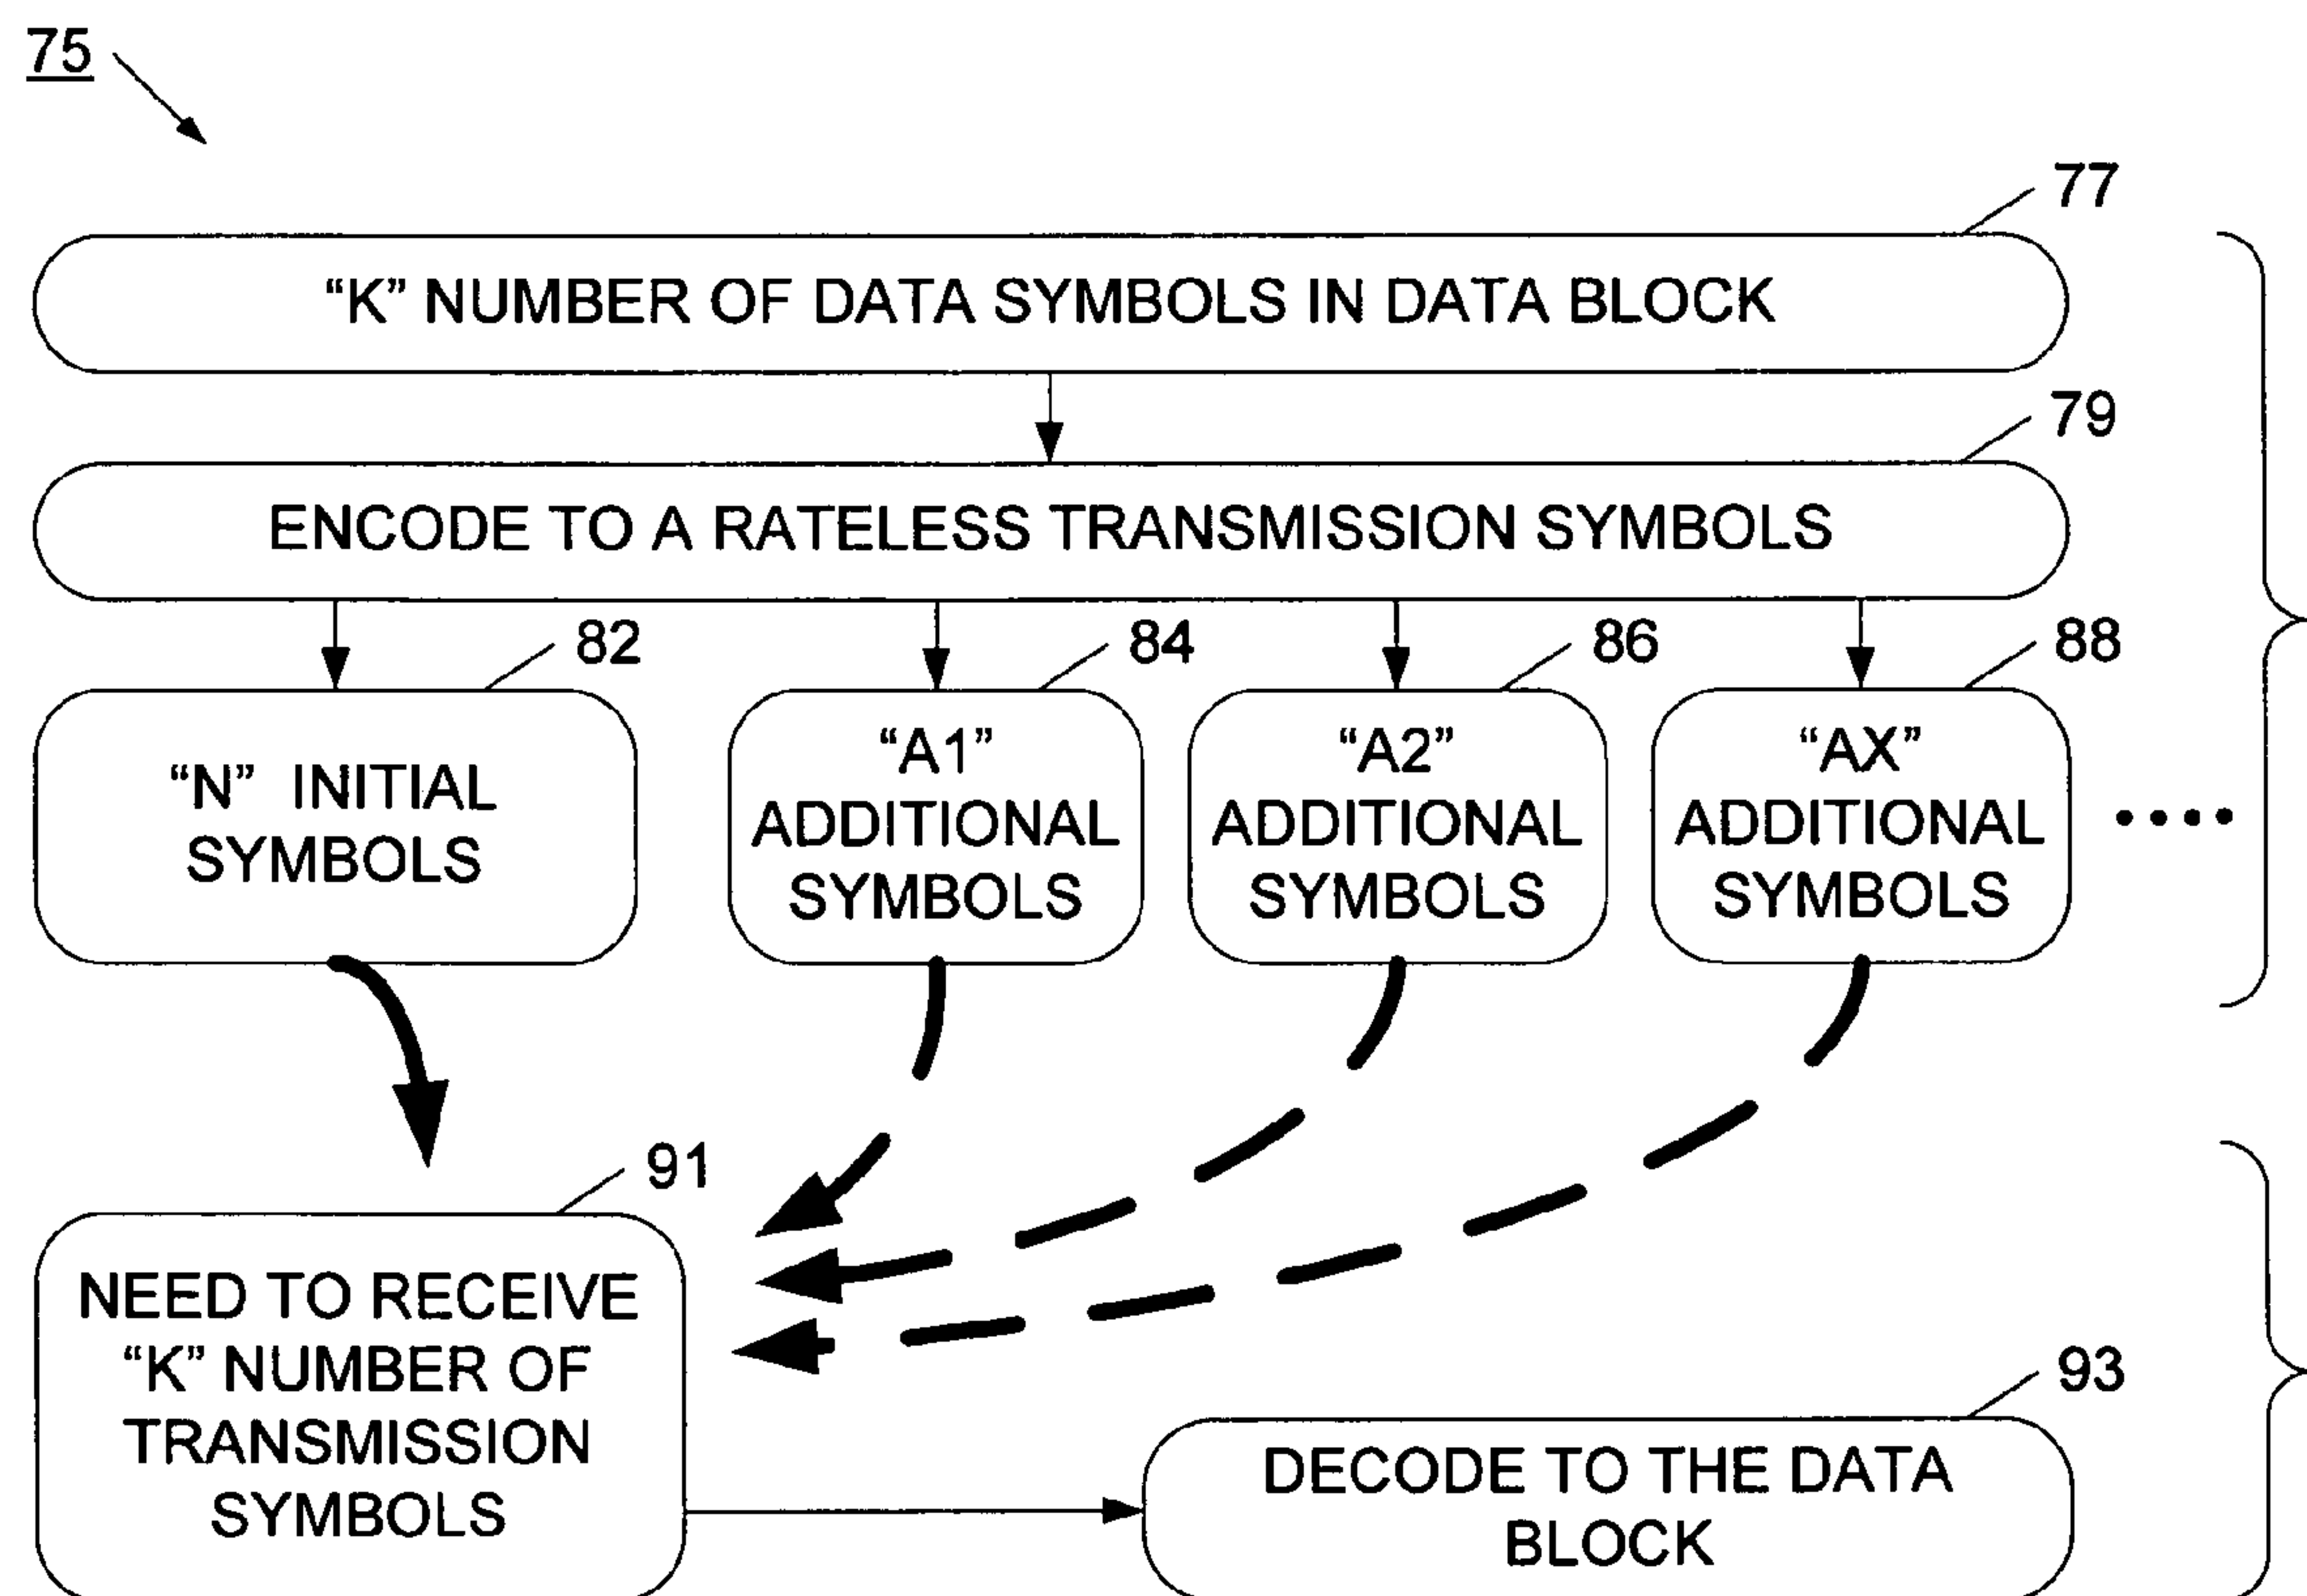 75
77
“K” NUMBER OF DATA SYMBOLS IN DATA BLOCK
79
ENCODE TO A RATELESS TRANSMISSION SYMBOLS
82
84
86
88
“N” INITIAL
SYMBOLS
“A1”
ADDITIONAL
SYMBOLS
“A2”
ADDITIONAL
SYMBOLS
“AX”
ADDITIONAL
SYMBOLS
91
NEED TO RECEIVE
“K” NUMBER OF
TRANSMISSION
SYMBOLS
93
DECODE TO THE DATA
BLOCK